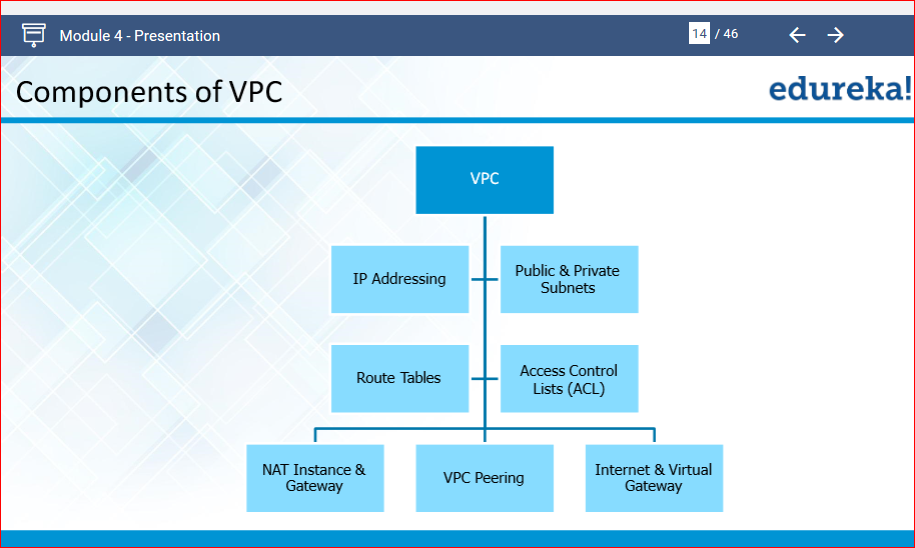 Module 4 - Presentation
14 / 46
Components of VPC
edureka!
VPC
IP Addressing
Public & Private
Subnets
Route Tables
Access Control
Lists (ACL)
NAT Instance &
Gateway
VPC Peering
Internet & Virtual
Gateway